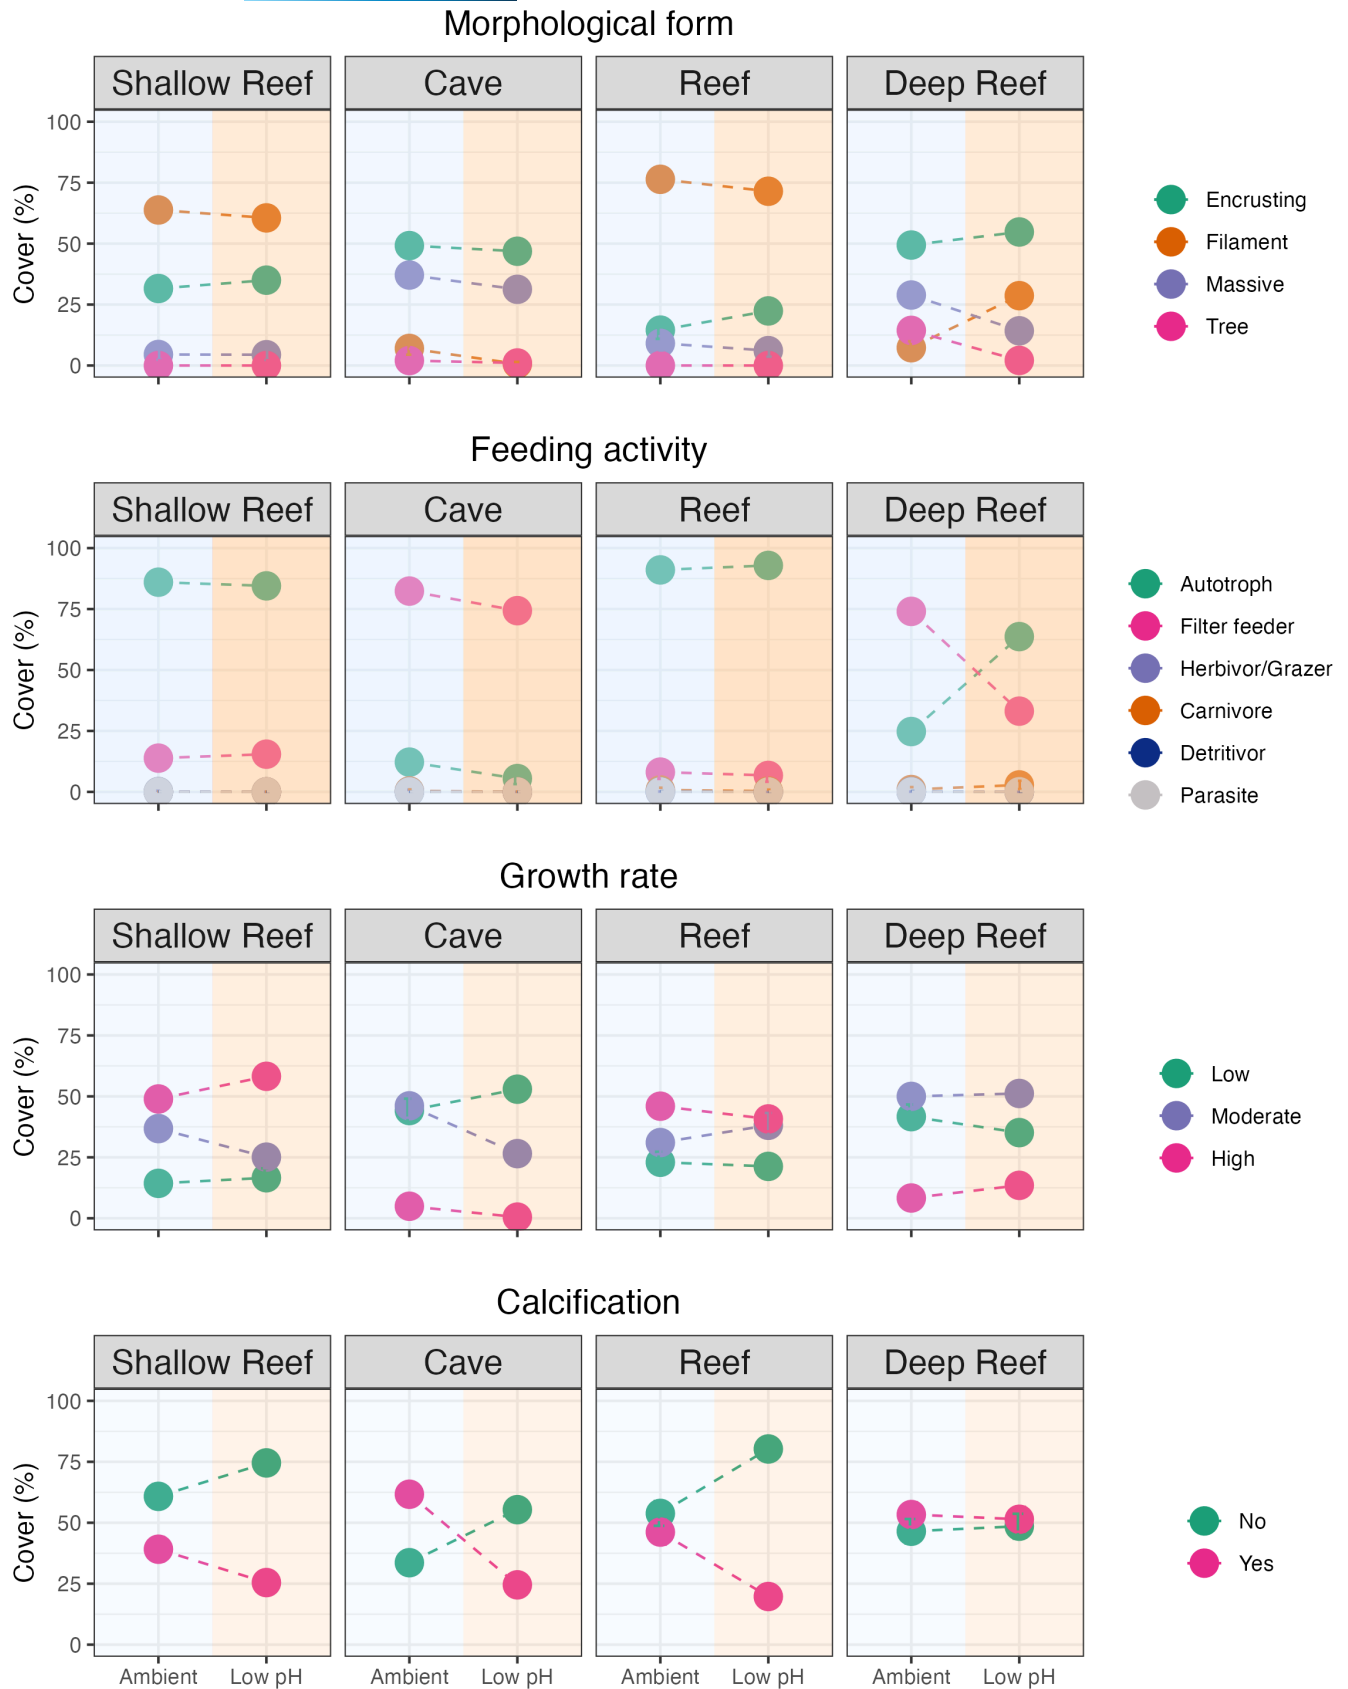 Morphological form
Shallow Reef Cave Reef Deep Reef
100
75
50
25
0
Cover (%)
Encrusting
Filament
Massive
Tree
Feeding activity
Shallow Reef Cave Reef Deep Reef
100
75
50
25
0
Cover (%)
Autotroph
Filter feeder
Herbivor/Grazer
Carnivore
Detritivor
Parasite
Growth rate
Shallow Reef Cave Reef Deep Reef
100
75
50
25
0
Cover (%)
Low
Moderate
High
Calcification
Shallow Reef Cave Reef Deep Reef
100
75
50
25
0
Cover (%)
No
Yes
Ambient Low pH Ambient Low pH Ambient Low pH Ambient Low pH